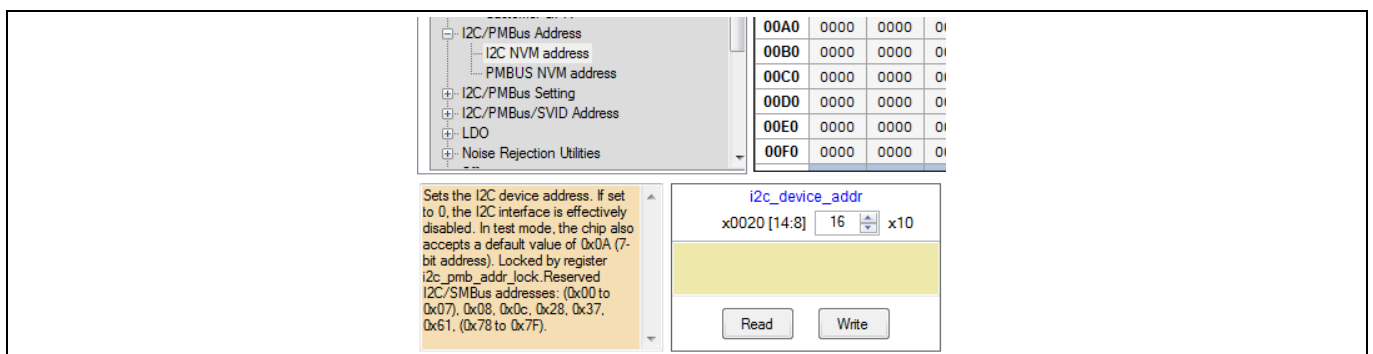 I2C/PMBus Address
I2C NVM address
PMBUS NVM address
I2C/PMBus Setting
I2C/PMBus/SVID Address
LDO
Noise Rejection Utilities
00A0 0000 0000
00B0 0000 0000
00C0 0000 0000
00D0 0000 0000
00E0 0000 0000
00F0 0000 0000
Sets the I2C device address. If set
to 0, the I2C interface is effectively
disabled. In test mode, the chip also
accepts a default value of 0x0A (7-
bit address). Locked by register
i2c_pmb_addr_lock.Reserved
I2C/SMBus addresses: (0x00 to
0x07), 0x08, 0x0c, 0x28, 0x37,
0x61, (0x78 to 0x7F).
i2c_device_addr
x0020 [14:8] 16 x10
Read Write